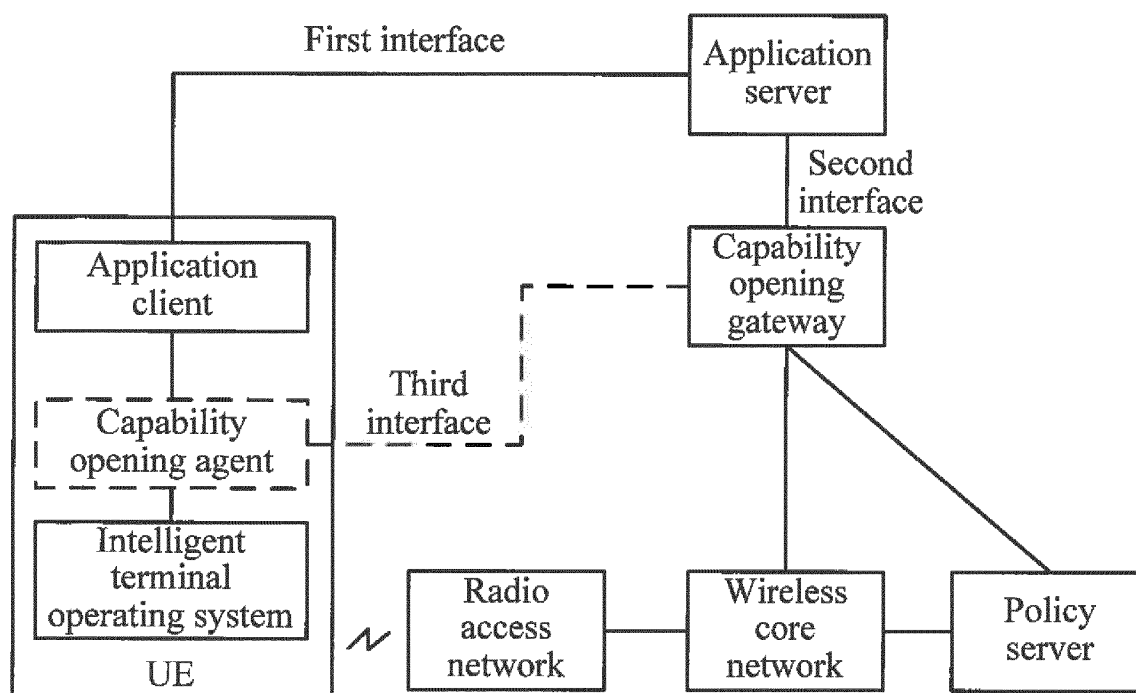 First interface
Application
server
Second
interface
Application
client
Capability
opening
gateway
Third
interface
Capability
opening agent
Intelligent
terminal
operating system
UE
Radio
access
network
Wireless
core
network
Policy
server